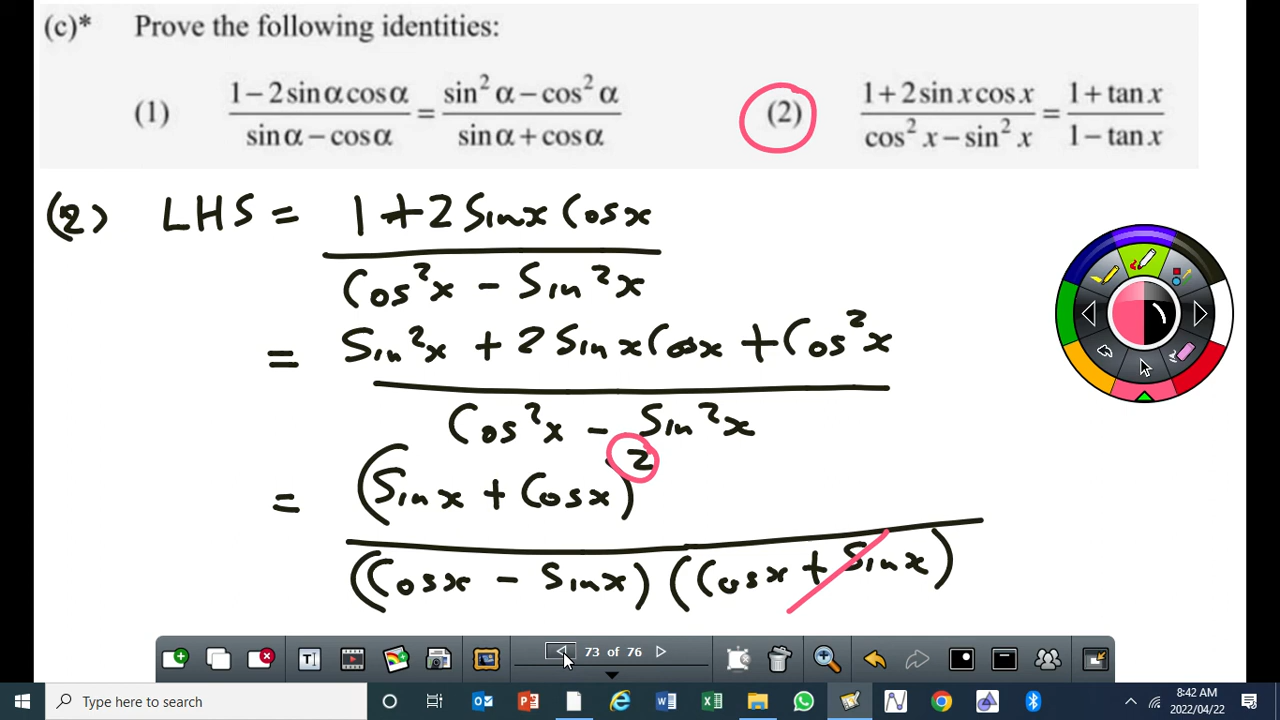 (c)* Prove the following identities:
(1) (1 − 2 sin α cos α)/(sin α − cos α) = (sin² α − cos² α)/(sin α + cos α) (2) (1 + 2 sin x cos x)/(cos² x − sin² x) = (1 + tan x)/(1 − tan x)
(2) LHS = 1 + 2 Sinx Cosx
Cos²x − Sin²x
= Sin²x + 2 Sinx Cosx + Cos²x
Cos²x − Sin²x
= (Sinx + Cosx)²
(Cosx − Sinx) (Cosx + Sinx)
73 of 76
Type here to search
8:42 AM
2022/04/22